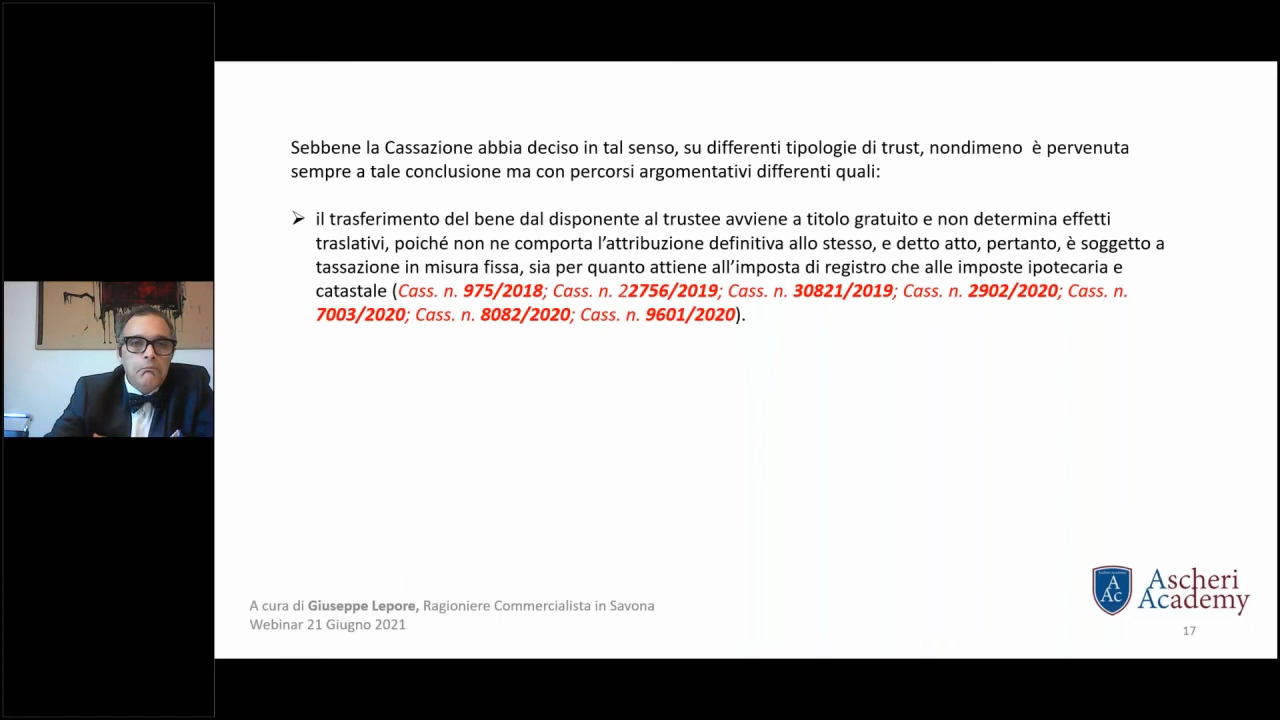 Sebbene la Cassazione abbia deciso in tal senso, su differenti tipologie di trust, nondimeno è pervenuta
sempre a tale conclusione ma con percorsi argomentativi differenti quali:
➢ il trasferimento del bene dal disponente al trustee avviene a titolo gratuito e non determina effetti
traslativi, poiché non ne comporta l’attribuzione definitiva allo stesso, e detto atto, pertanto, è soggetto a
tassazione in misura fissa, sia per quanto attiene all’imposta di registro che alle imposte ipotecaria e
catastale (Cass. n. 975/2018; Cass. n. 22756/2019; Cass. n. 30821/2019; Cass. n. 2902/2020; Cass. n.
7003/2020; Cass. n. 8082/2020; Cass. n. 9601/2020).
A cura di Giuseppe Lepore, Ragioniere Commercialista in Savona
Webinar 21 Giugno 2021
A
Ac
Ascheri
Academy
17